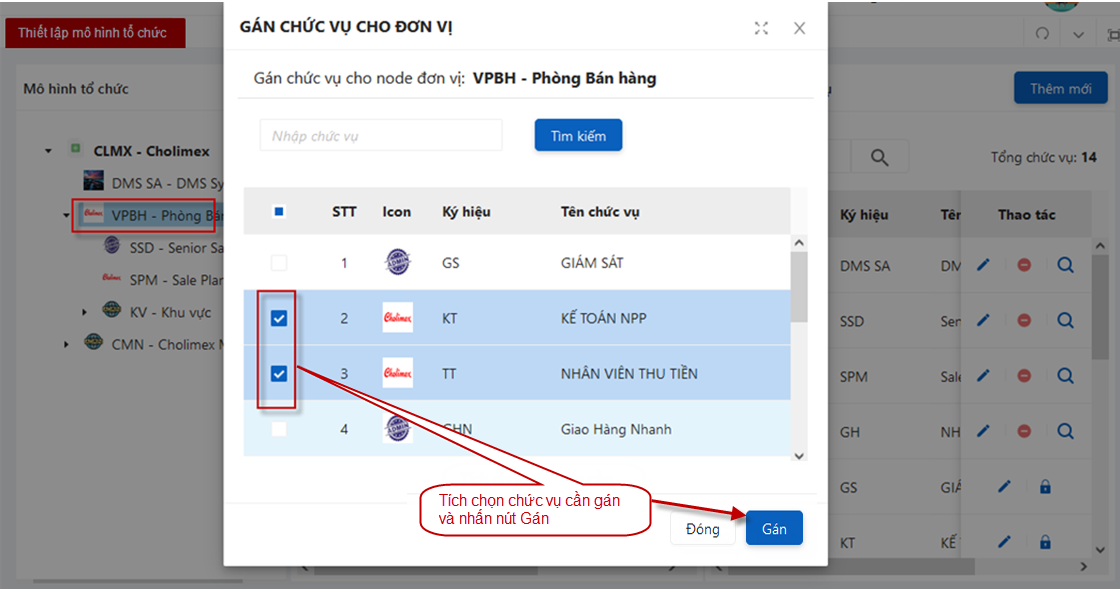 Thiết lập mô hình tổ chức
Mô hình tổ chức
CLMX - Cholimex
DMS SA - DMS Sy
VPBH - Phòng Bán
SSD - Senior Sa
SPM - Sale Plan
KV - Khu vực
CMN - Cholimex
GÁN CHỨC VỤ CHO ĐƠN VỊ
Gán chức vụ cho node đơn vị: VPBH - Phòng Bán hàng
Nhập chức vụ
Tìm kiếm
STT Icon Ký hiệu Tên chức vụ
1 ADMIN GS GIÁM SÁT
2 Cholimex KT KẾ TOÁN NPP
3 Cholimex TT NHÂN VIÊN THU TIỀN
4 ADMIN GHN Giao Hàng Nhanh
Tích chọn chức vụ cần gán
và nhấn nút Gán
Đóng
Gán
Thêm mới
Tổng chức vụ: 14
Ký hiệu Tên Thao tác
DMS SA DM
SSD Sen
SPM Sale
GH NH
GS GIÁ
KT KẾ